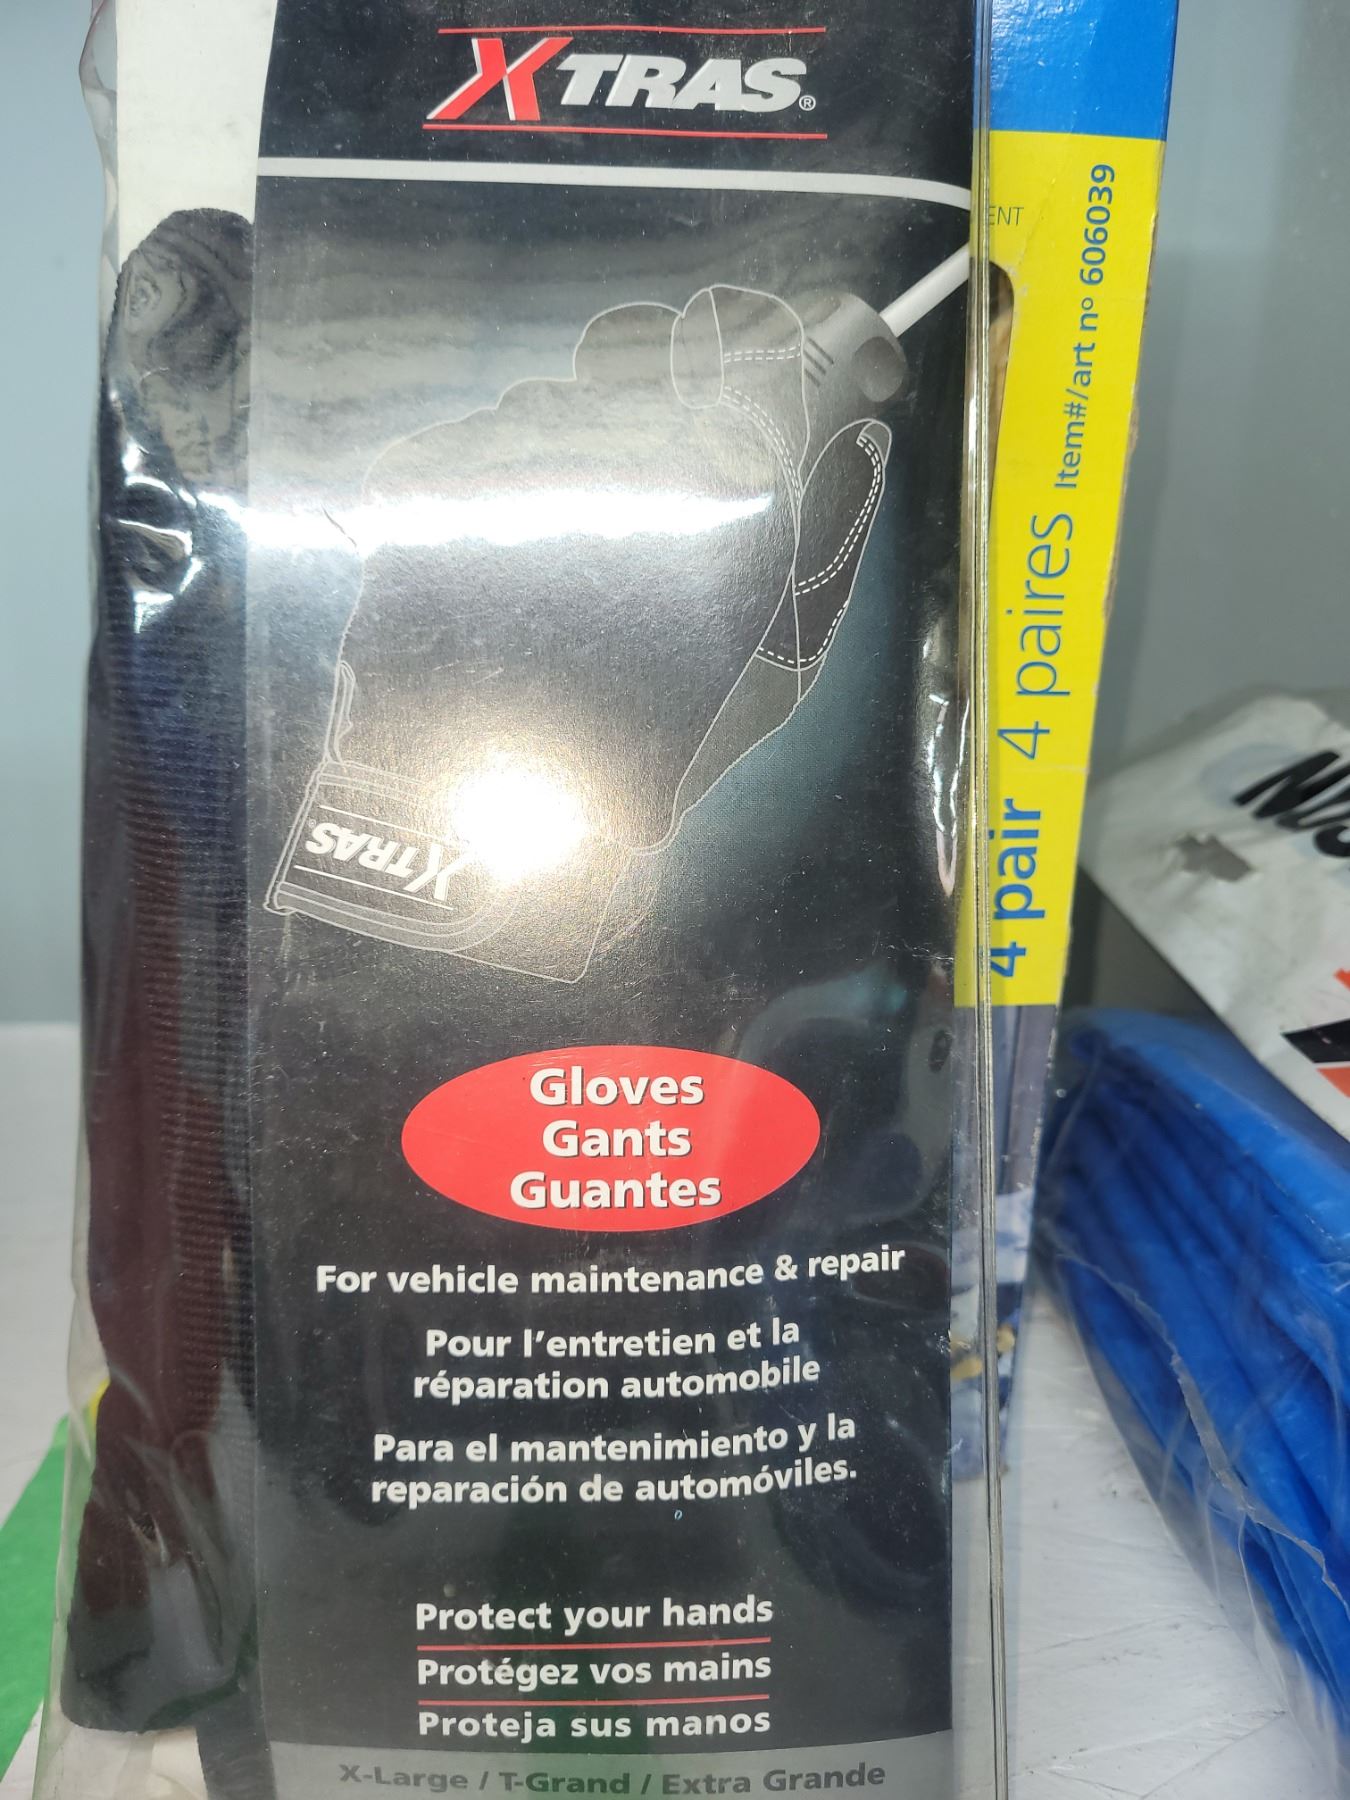 XTRAS®
ENT
Item#/art nº 606039
4 pair 4 paires
XTRAS®
Gloves
Gants
Guantes
For vehicle maintenance & repair
Pour l'entretien et la
réparation automobile
Para el mantenimiento y la
reparación de automóviles.
Protect your hands
Protégez vos mains
Proteja sus manos
X-Large / T-Grand / Extra Grande